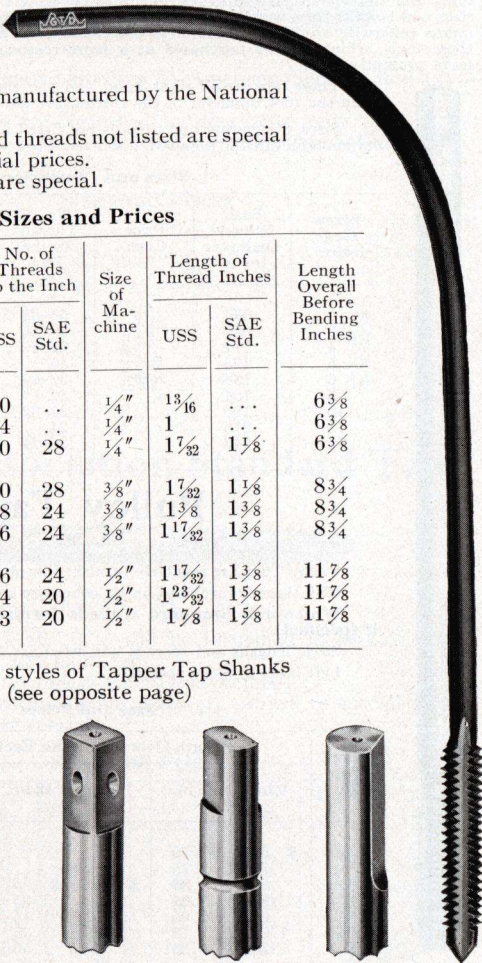 manufactured by the National
d threads not listed are special
ial prices.
are special.
Sizes and Prices
No. of Threads to the Inch | Size of Ma-chine | Length of Thread Inches | Length Overall Before Bending Inches
SS | SAE Std. | USS | SAE Std.
0 | .. | 1/4" | 13/16 | ... | 6 3/8
4 | .. | 1/4" | 1 | ... | 6 3/8
0 | 28 | 1/4" | 1 7/32 | 1 1/8 | 6 3/8
0 | 28 | 3/8" | 1 7/32 | 1 1/8 | 8 3/4
8 | 24 | 3/8" | 1 3/8 | 1 3/8 | 8 3/4
6 | 24 | 3/8" | 1 17/32 | 1 3/8 | 8 3/4
6 | 24 | 1/2" | 1 17/32 | 1 3/8 | 11 7/8
4 | 20 | 1/2" | 1 23/32 | 1 5/8 | 11 7/8
3 | 20 | 1/2" | 1 7/8 | 1 5/8 | 11 7/8
styles of Tapper Tap Shanks
(see opposite page)